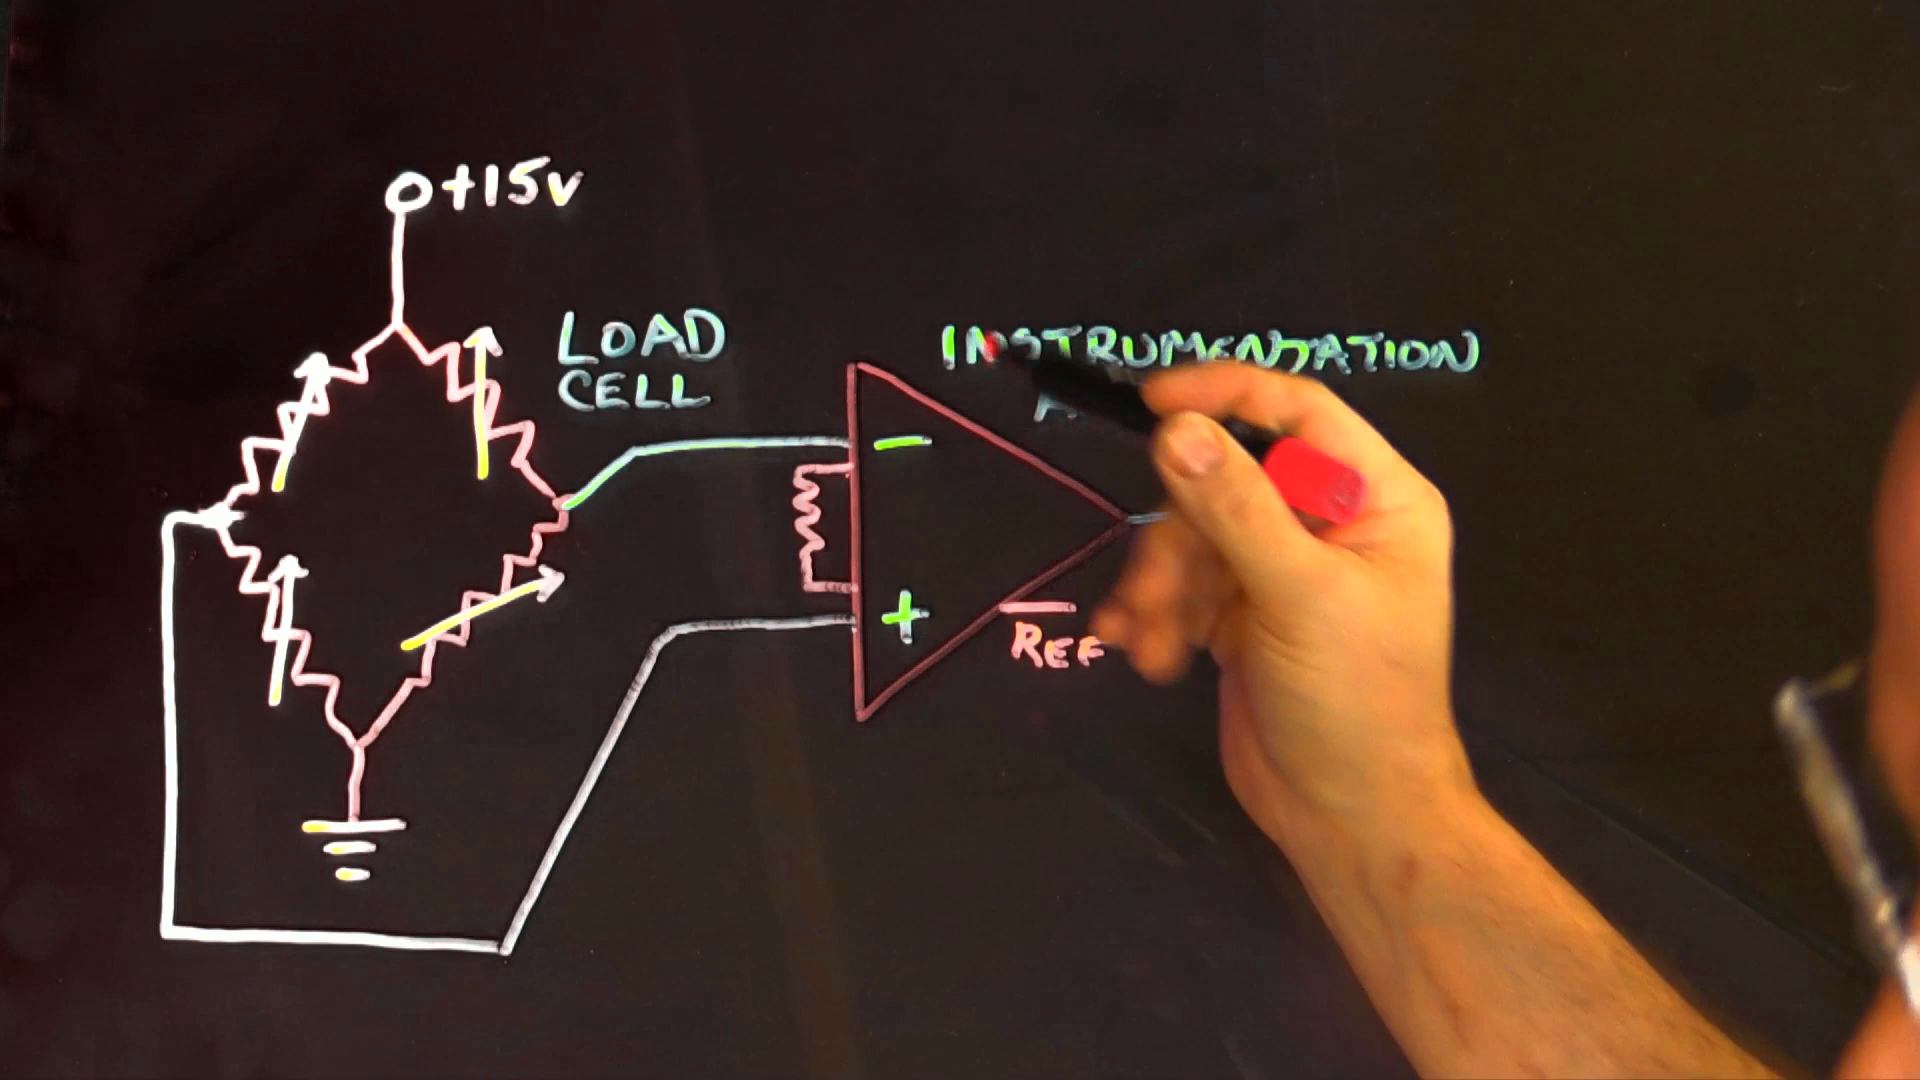 +15V
LOAD
CELL
INSTRUMENTATION
-
+
REF